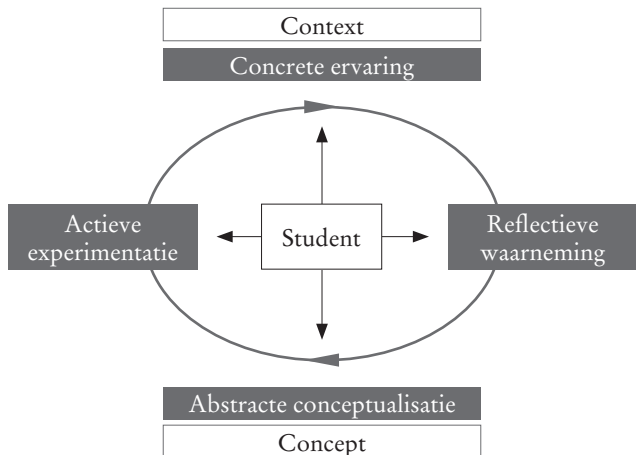 Context
Concrete ervaring
Actieve
experimentatie
Student
Reflectieve
waarneming
Abstracte conceptualisatie
Concept